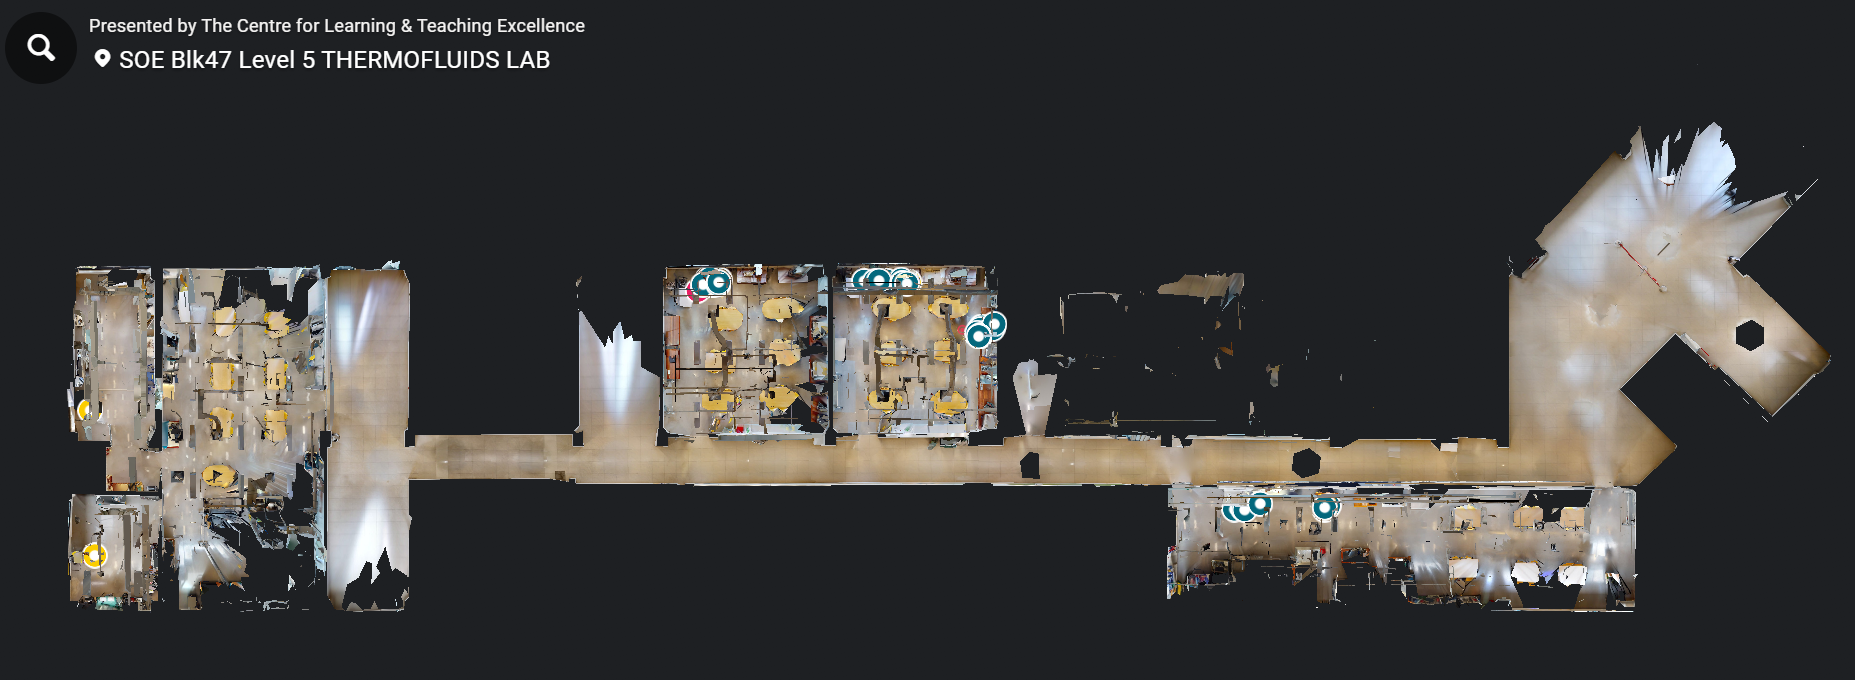 Presented by The Centre for Learning & Teaching Excellence
SOE Blk47 Level 5 THERMOFLUIDS LAB